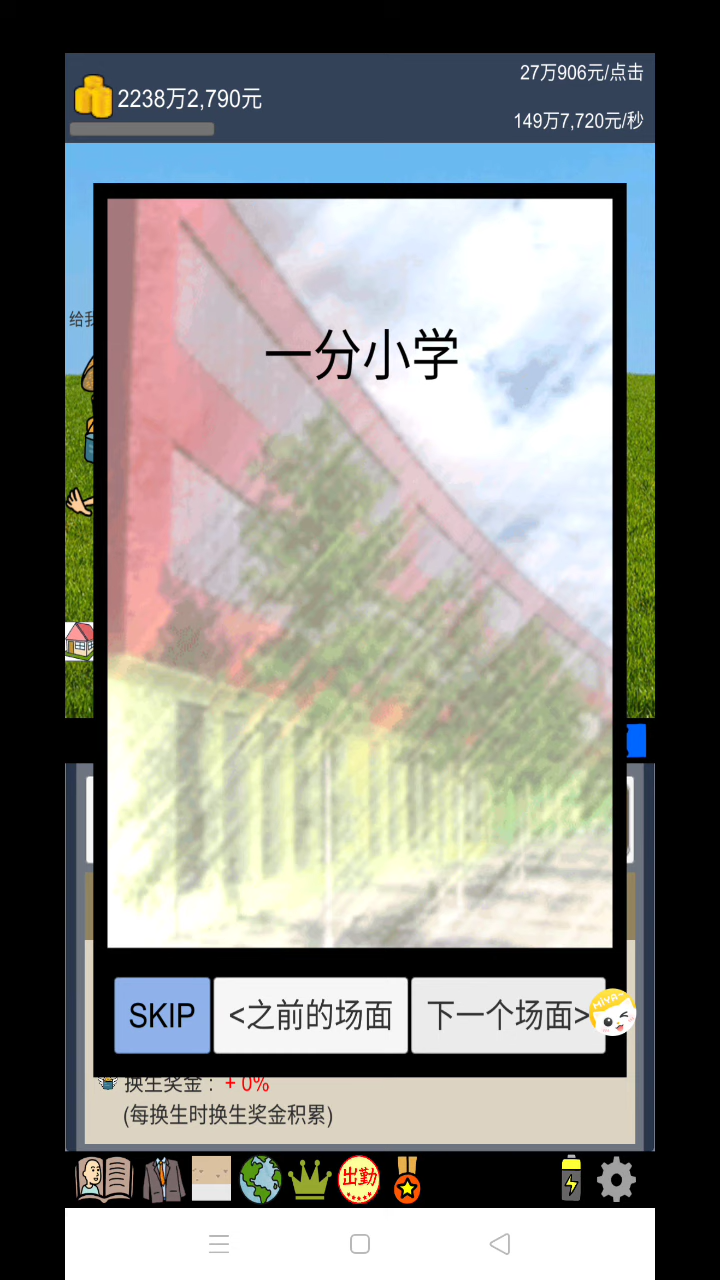 27万906元/点击
2238万2,790元
149万7,720元/秒
给我
一分小学
SKIP
<之前的场面
下一个场面>
HIYA~
换生奖金： + 0%
(每换生时换生奖金积累)
出勤